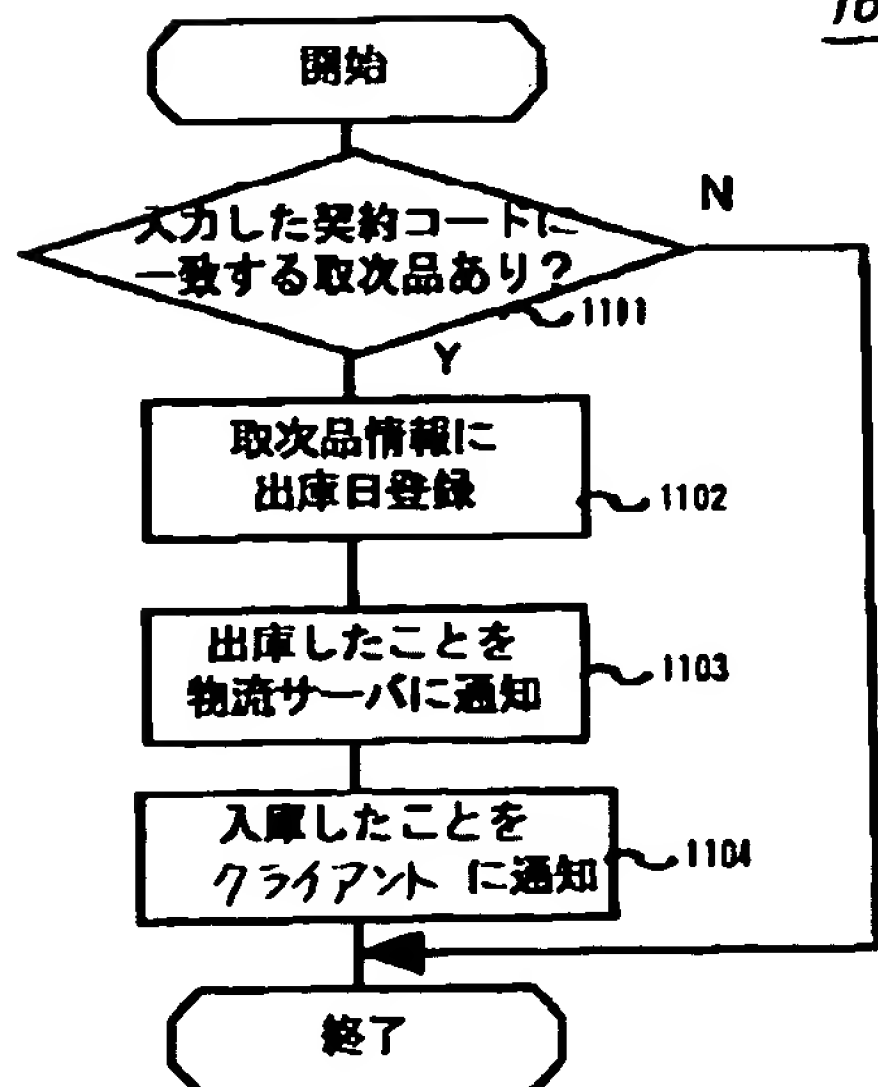 開始
N
入力した契約コードに
一致する取次品あり?
1101
Y
取次品情報に
出庫日登録
1102
出庫したことを
物流サーバに通知
1103
入庫したことを
クライアントに通知
1104
終了